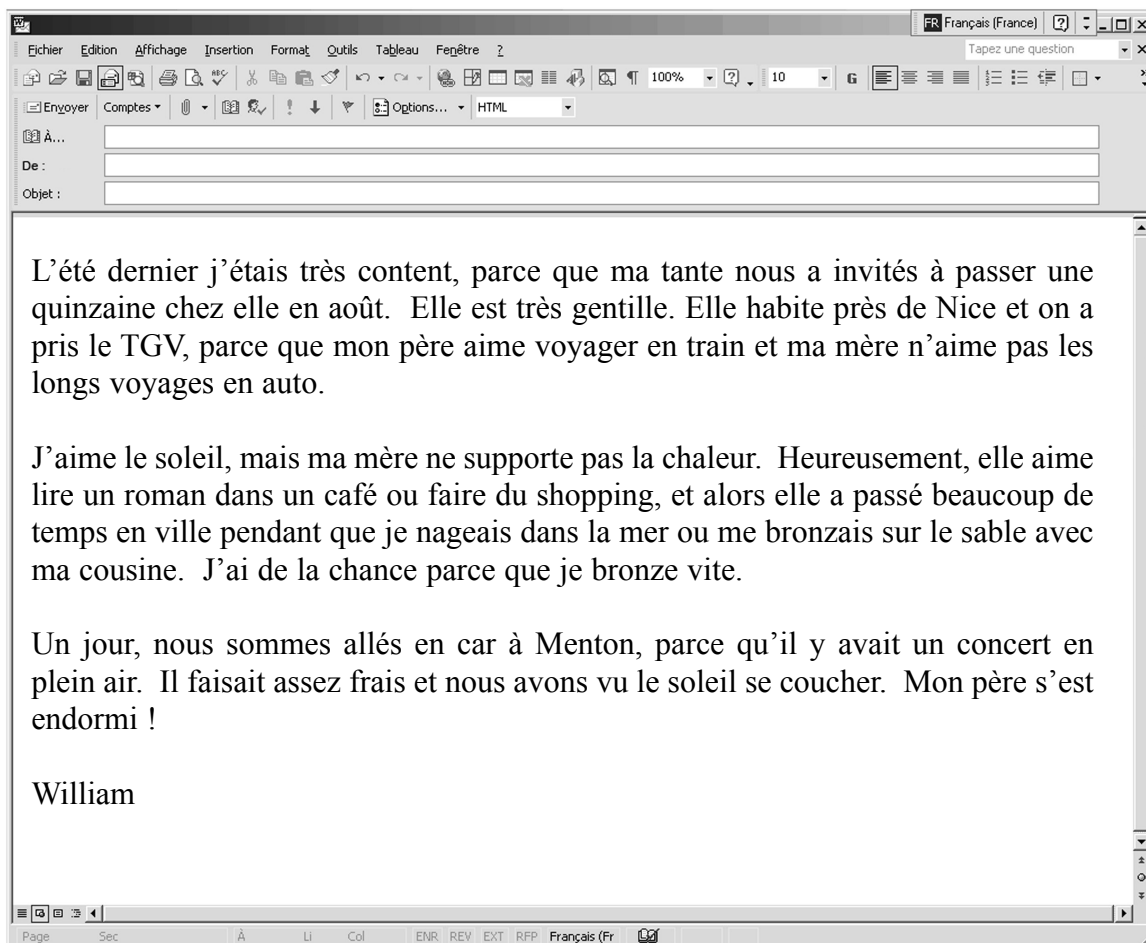 FR Français (France)
Fichier Edition Affichage Insertion Format Outils Tableau Fenêtre ? Tapez une question
100% 10 G
Envoyer Comptes Options... HTML
À...
De :
Objet :
L’été dernier j’étais très content, parce que ma tante nous a invités à passer une
quinzaine chez elle en août. Elle est très gentille. Elle habite près de Nice et on a
pris le TGV, parce que mon père aime voyager en train et ma mère n’aime pas les
longs voyages en auto.
J’aime le soleil, mais ma mère ne supporte pas la chaleur. Heureusement, elle aime
lire un roman dans un café ou faire du shopping, et alors elle a passé beaucoup de
temps en ville pendant que je nageais dans la mer ou me bronzais sur le sable avec
ma cousine. J’ai de la chance parce que je bronze vite.
Un jour, nous sommes allés en car à Menton, parce qu’il y avait un concert en
plein air. Il faisait assez frais et nous avons vu le soleil se coucher. Mon père s’est
endormi !
William
Page Sec À Li Col ENR REV EXT RFP Français (Fr